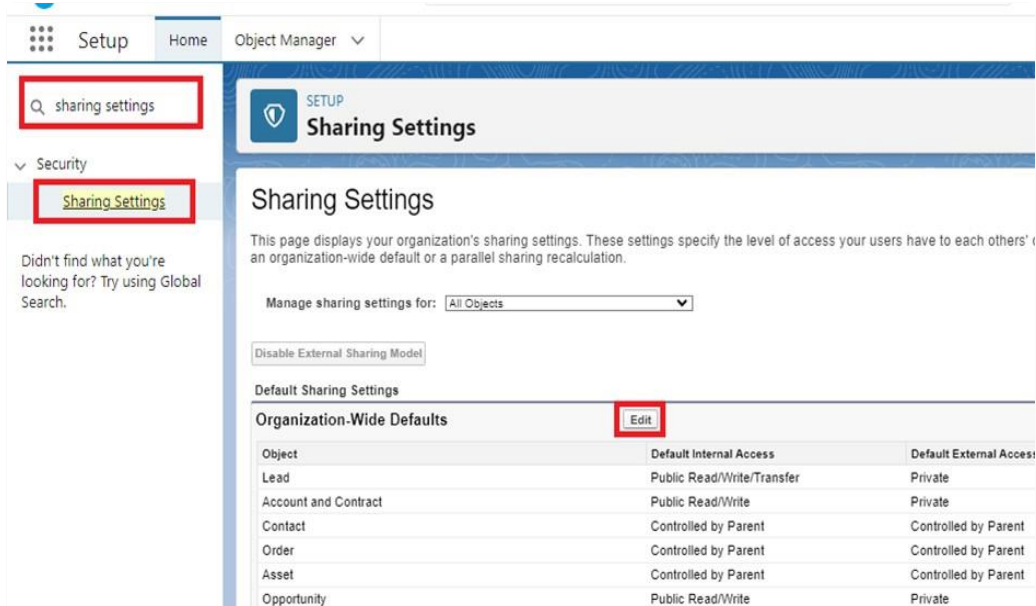 Setup
Home
Object Manager
sharing settings
Security
Sharing Settings
Didn't find what you're
looking for? Try using Global
Search.
SETUP
Sharing Settings
Sharing Settings
This page displays your organization's sharing settings. These settings specify the level of access your users have to each others'
an organization-wide default or a parallel sharing recalculation.
Manage sharing settings for: All Objects
Disable External Sharing Model
Default Sharing Settings
Organization-Wide Defaults Edit
Object Default Internal Access Default External Access
Lead Public Read/Write/Transfer Private
Account and Contract Public Read/Write Private
Contact Controlled by Parent Controlled by Parent
Order Controlled by Parent Controlled by Parent
Asset Controlled by Parent Controlled by Parent
Opportunity Public Read/Write Private